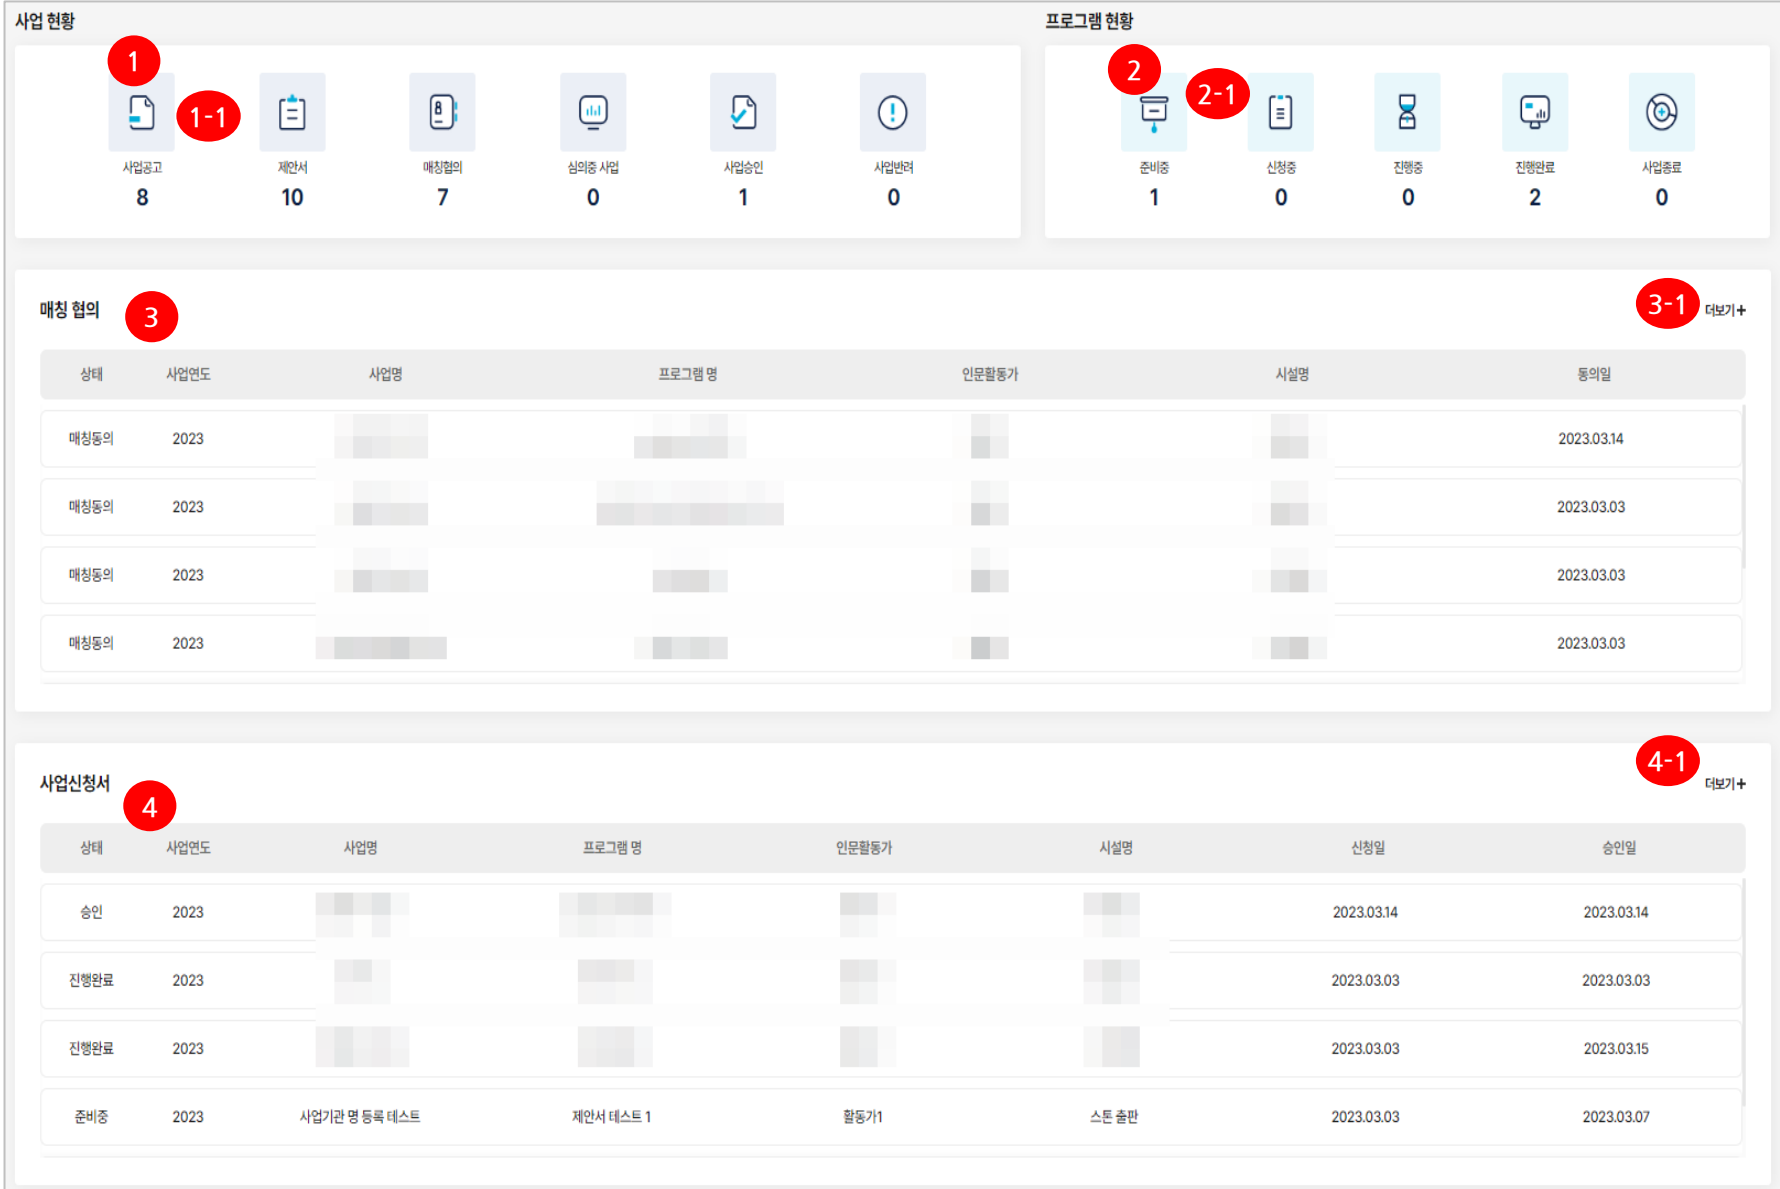 사업 현황
프로그램 현황
1
1-1
2
2-1
사업공고
제안서
매칭협의
심의중 사업
사업승인
사업반려
준비중
신청중
진행중
진행완료
사업종료
8
10
7
0
1
0
1
0
0
2
0
매칭 협의
3
3-1
더보기+
상태 사업연도 사업명 프로그램 명 인문활동가 시설명 동의일
매칭동의 2023 2023.03.14
매칭동의 2023 2023.03.03
매칭동의 2023 2023.03.03
매칭동의 2023 2023.03.03
사업신청서
4
4-1
더보기+
상태 사업연도 사업명 프로그램 명 인문활동가 시설명 신청일 승인일
승인 2023 2023.03.14 2023.03.14
진행완료 2023 2023.03.03 2023.03.03
진행완료 2023 2023.03.03 2023.03.15
준비중 2023 사업기관 명 등록 테스트 제안서 테스트 1 활동가1 스톤 출판 2023.03.03 2023.03.07